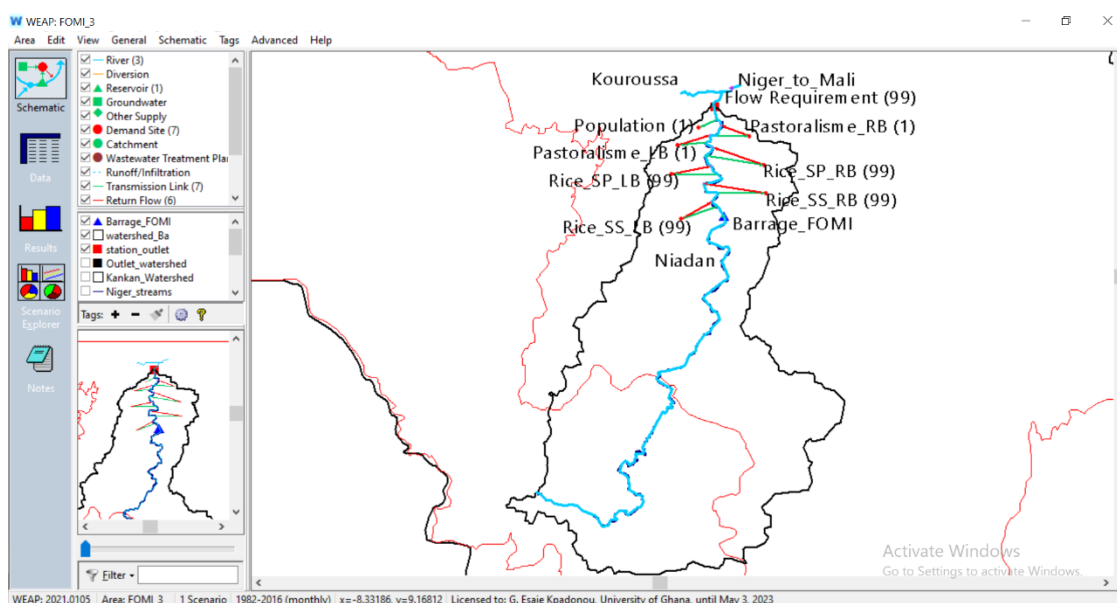 WEAP: FOMI_3
Area Edit View General Schematic Tags Advanced Help
Schematic
Data
Results
Scenario
Explorer
Notes
River (3)
Diversion
Reservoir (1)
Groundwater
Other Supply
Demand Site (7)
Catchment
Wastewater Treatment Plan
Runoff/Infiltration
Transmission Link (7)
Return Flow (6)
Barrage_FOMI
watershed_Ba
station_outlet
Outlet_watershed
Kankan_Watershed
Niger_streams
Tags:
Filter
Kouroussa
Niger_to_Mali
Flow Requirement (99)
Population (1)
Pastoralisme_RB (1)
Pastoralisme_LB (1)
Rice_SP_RB (99)
Rice_SP_LB (99)
Rice_SS_RB (99)
Rice_SS_LB (99)
Barrage_FOMI
Niadan
Activate Windows
Go to Settings to activate Windows.
WEAP: 2021.0105 Area: FOMI_3 1 Scenario 1982-2016 (monthly) x=-8.33186, y=9.16812 Licensed to: G. Esaie Kpadonou, University of Ghana, until May 3, 2023